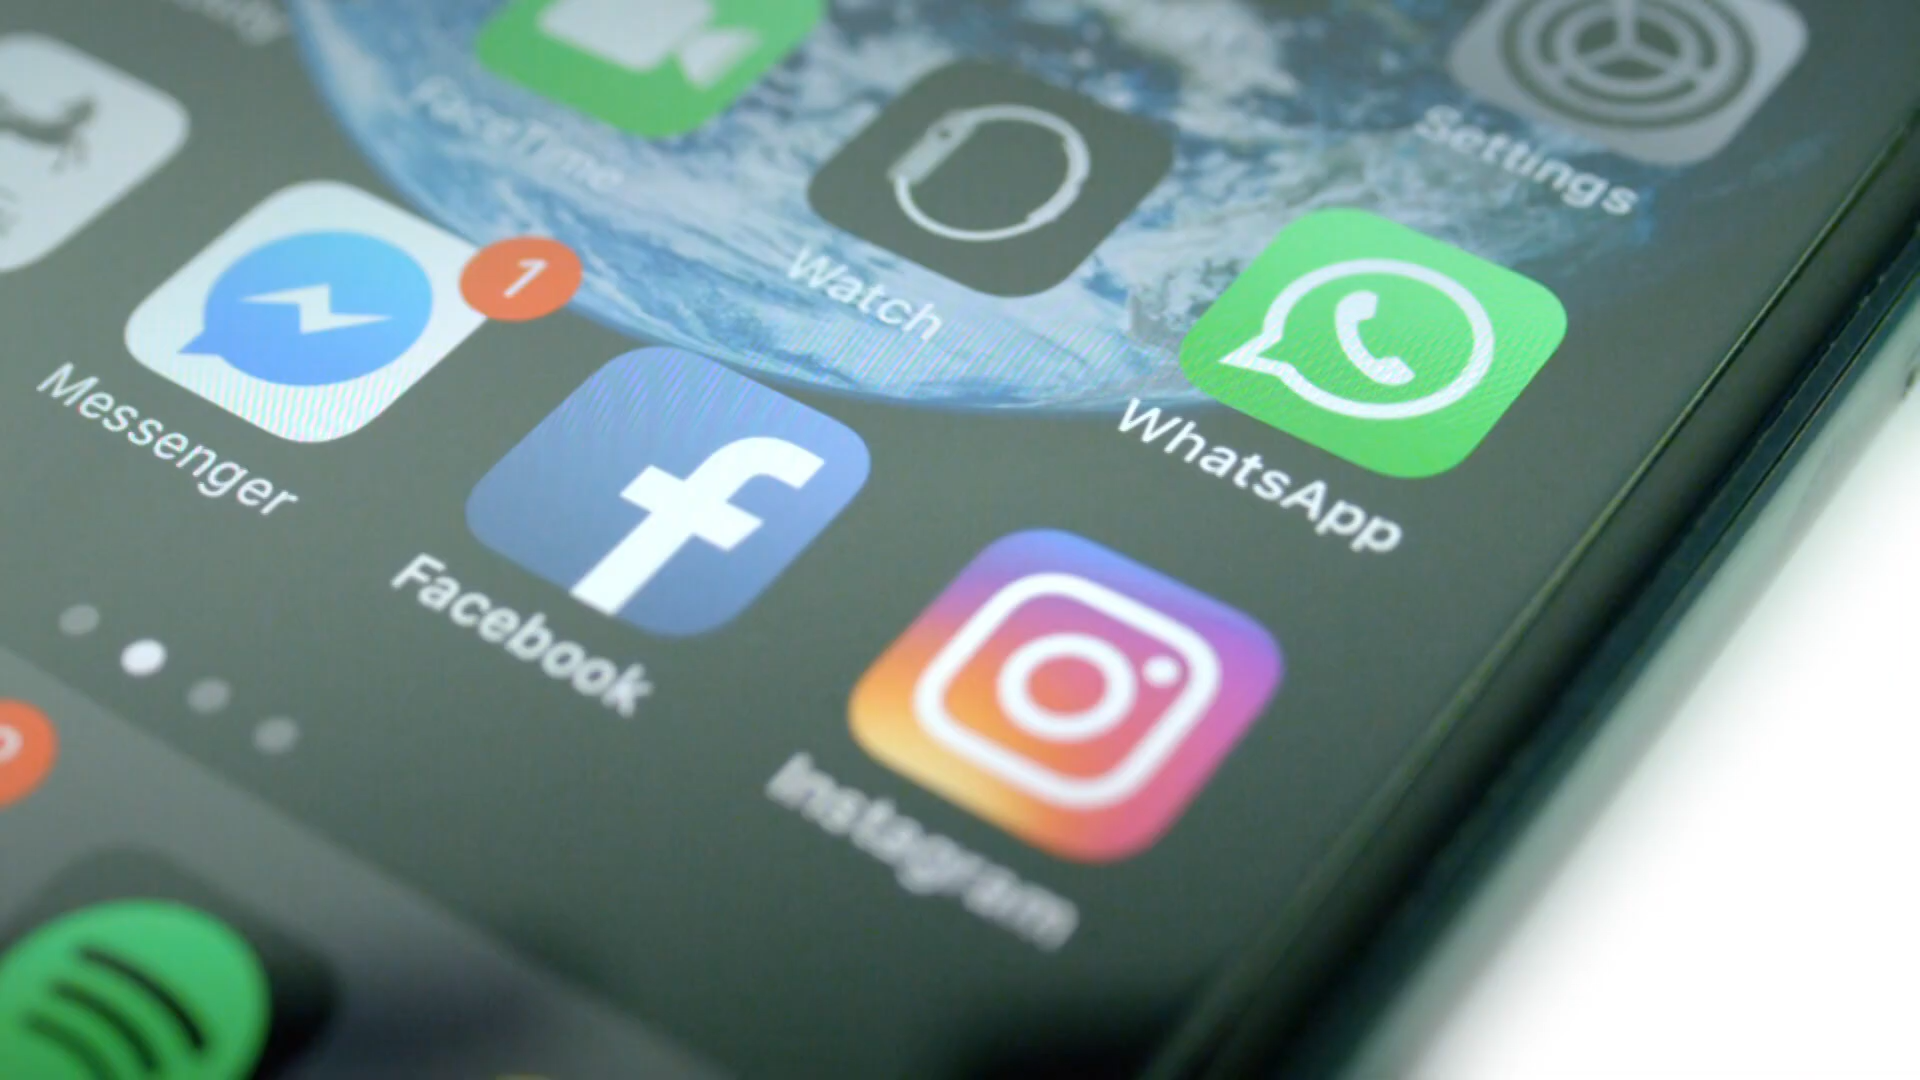 FaceTime
Watch
Settings
Messenger
1
Facebook
WhatsApp
Instagram